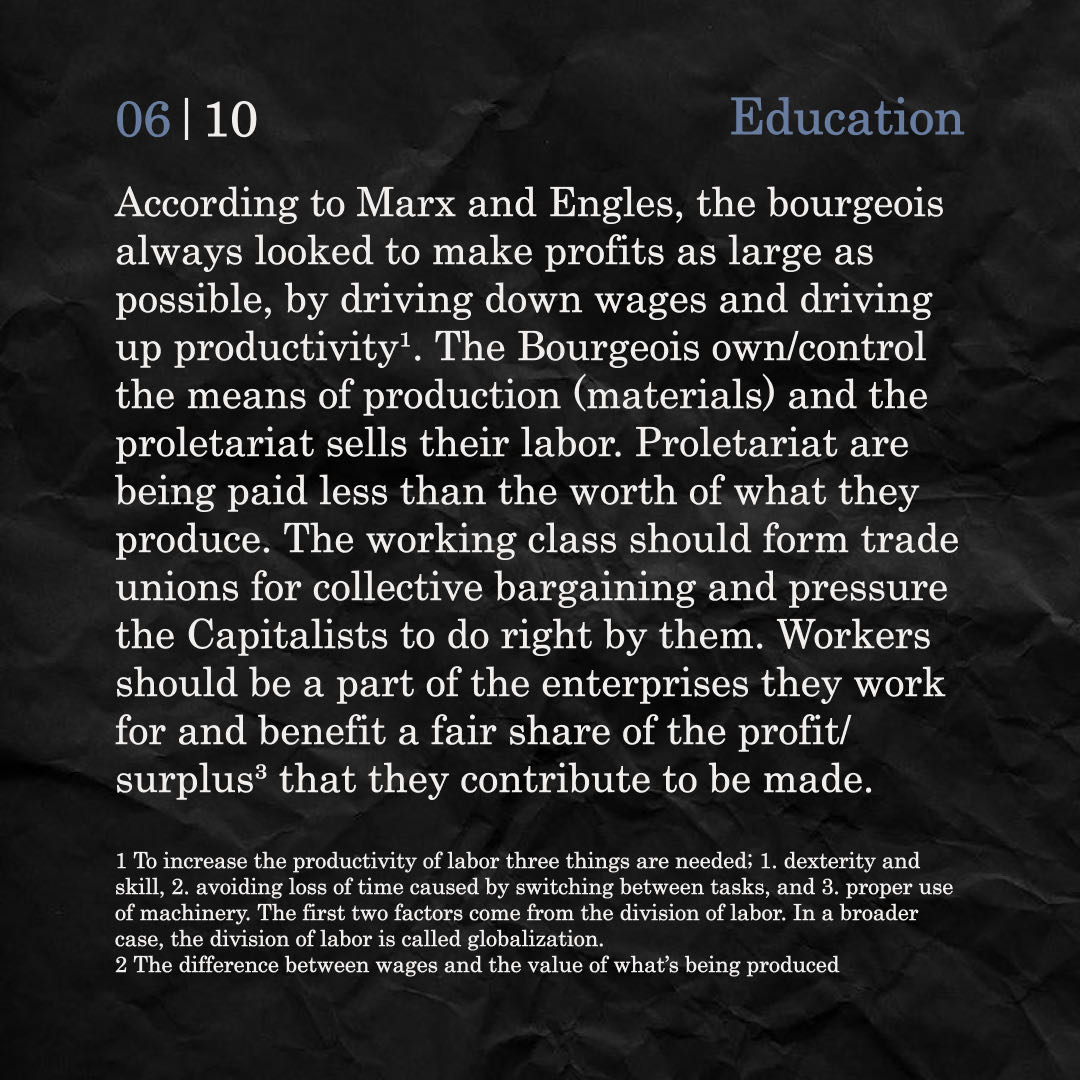 06 | 10
Education
According to Marx and Engles, the bourgeois
always looked to make profits as large as
possible, by driving down wages and driving
up productivity¹. The Bourgeois own/control
the means of production (materials) and the
proletariat sells their labor. Proletariat are
being paid less than the worth of what they
produce. The working class should form trade
unions for collective bargaining and pressure
the Capitalists to do right by them. Workers
should be a part of the enterprises they work
for and benefit a fair share of the profit/
surplus³ that they contribute to be made.
1 To increase the productivity of labor three things are needed; 1. dexterity and
skill, 2. avoiding loss of time caused by switching between tasks, and 3. proper use
of machinery. The first two factors come from the division of labor. In a broader
case, the division of labor is called globalization.
2 The difference between wages and the value of what’s being produced